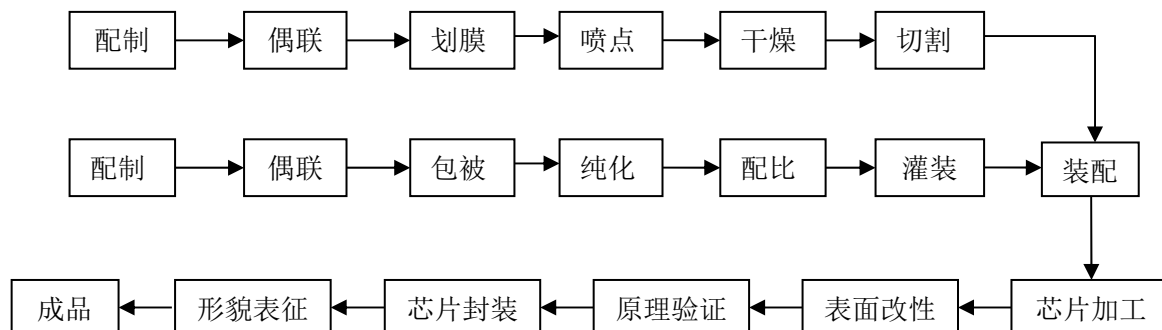 配制 偶联 划膜 喷点 干燥 切割
配制 偶联 包被 纯化 配比 灌装 装配
成品 形貌表征 芯片封装 原理验证 表面改性 芯片加工